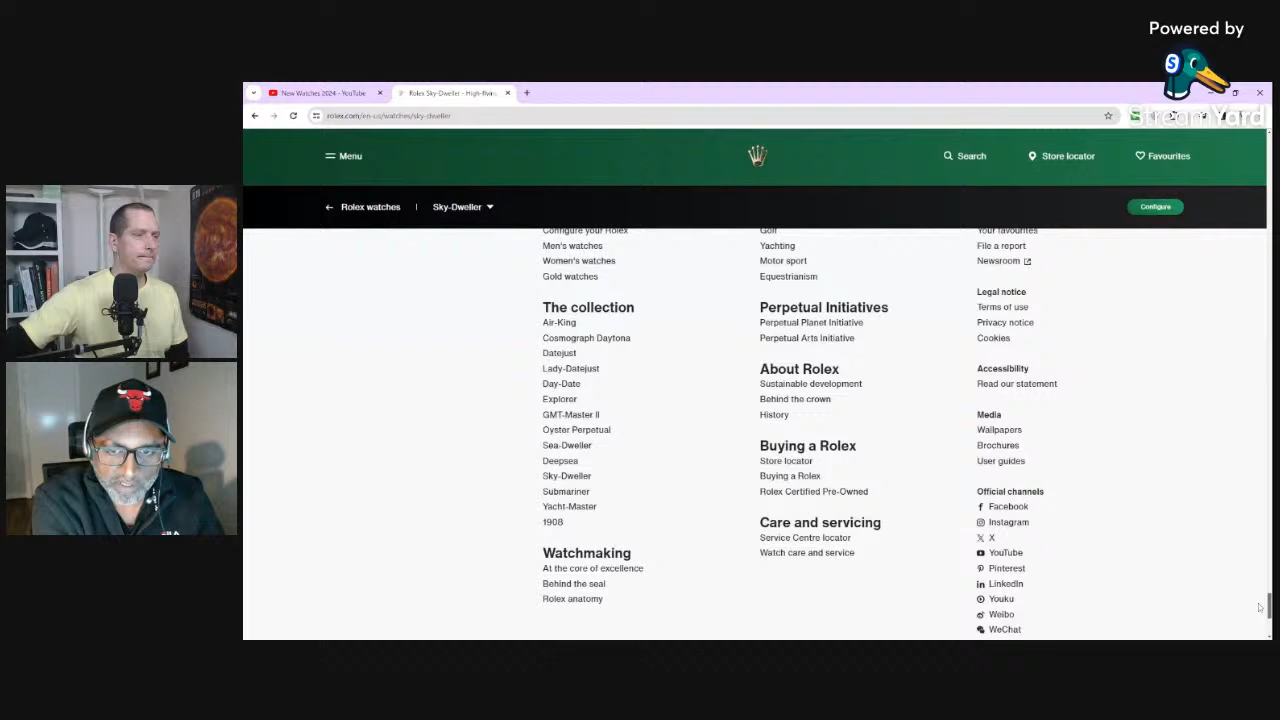 Powered by
StreamYard
New Watches 2024 - YouTube
Rolex Sky-Dweller - High-flyin
rolex.com/en-us/watches/sky-dweller
Menu
Search
Store locator
Favourites
Rolex watches
Sky-Dweller
Configure
Configure your Rolex
Men's watches
Women's watches
Gold watches
The collection
Air-King
Cosmograph Daytona
Datejust
Lady-Datejust
Day-Date
Explorer
GMT-Master II
Oyster Perpetual
Sea-Dweller
Deepsea
Sky-Dweller
Submariner
Yacht-Master
1908
Watchmaking
At the core of excellence
Behind the seal
Rolex anatomy
Golf
Yachting
Motor sport
Equestrianism
Perpetual Initiatives
Perpetual Planet Initiative
Perpetual Arts Initiative
About Rolex
Sustainable development
Behind the crown
History
Buying a Rolex
Store locator
Buying a Rolex
Rolex Certified Pre-Owned
Care and servicing
Service Centre locator
Watch care and service
Your favourites
File a report
Newsroom
Legal notice
Terms of use
Privacy notice
Cookies
Accessibility
Read our statement
Media
Wallpapers
Brochures
User guides
Official channels
Facebook
Instagram
X
YouTube
Pinterest
LinkedIn
Youku
Weibo
WeChat